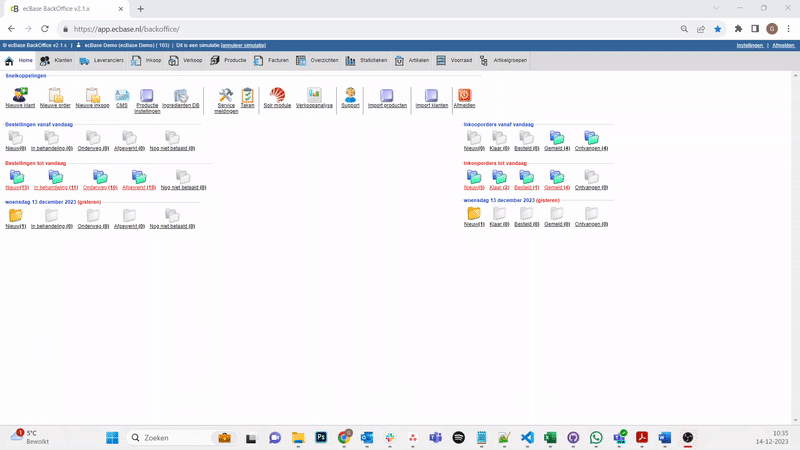 ecBase BackOffice v2.1.x
https://app.ecbase.nl/backoffice/
G
© ecBase BackOffice v2.1.x | ecBase Demo (ecBase Demo) ( 103) | Dit is een simulatie (annuleer simulatie) Instellingen | Afmelden
Home Klanten Leveranciers Inkoop Verkoop Productie Facturen Overzichten Statistieken Artikelen Voorraad Artikelgroepen
Snelkoppelingen
Nieuwe klant Nieuwe order Nieuwe inkoop CMS Productie instellingen Ingredienten DB Service meldingen Taken Spir module Verkoopanalyse Support Import producten Import klanten Afmelden
Bestellingen vanaf vandaag
Nieuw(0) In behandeling (0) Onderweg (0) Afgewerkt (0) Nog niet betaald (0)
Inkooporders vanaf vandaag
Nieuw(0) Klaar (0) Besteld (0) Gemeld (4) Ontvangen (4)
Bestellingen tot vandaag
Nieuw(15) In behandeling (11) Onderweg (10) Afgewerkt (19) Nog niet betaald (0)
Inkooporders tot vandaag
Nieuw(5) Klaar (2) Besteld (1) Gemeld (4) Ontvangen (0)
woensdag 13 december 2023 (gisteren)
Nieuw(1) In behandeling (0) Onderweg (0) Afgewerkt (0) Nog niet betaald (0)
woensdag 13 december 2023 (gisteren)
Nieuw(1) Klaar (0) Besteld (0) Gemeld (0) Ontvangen (0)
1
5°C
Bewolkt
Zoeken
10:35
14-12-2023